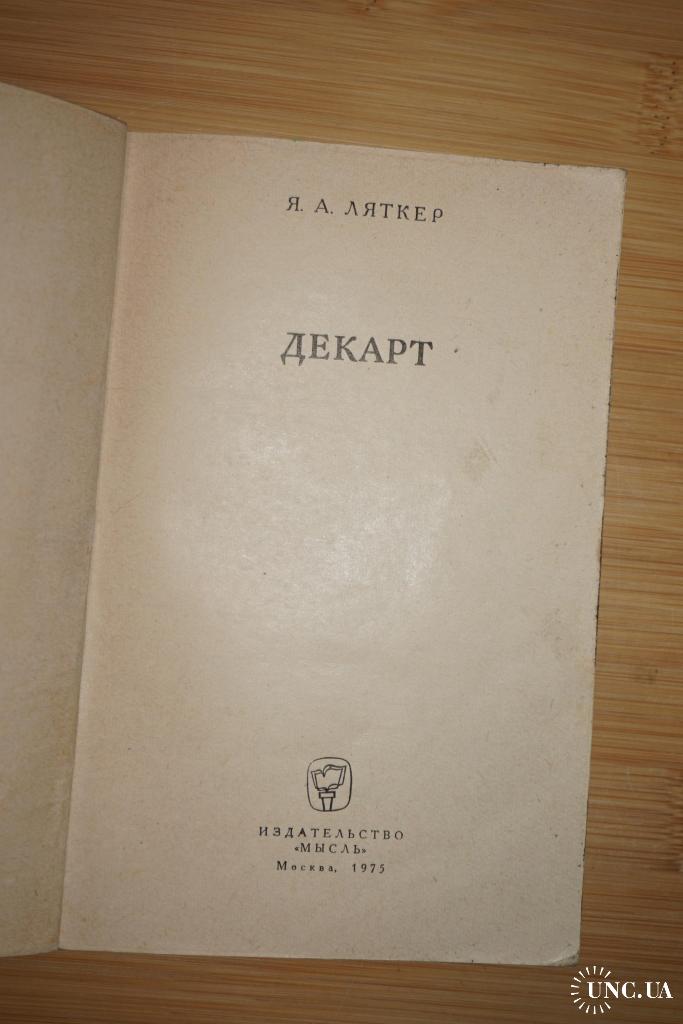 Я. А. ЛЯТКЕР
ДЕКАРТ
ИЗДАТЕЛЬСТВО
«МЫСЛЬ»
Москва, 1975
UNC.UA